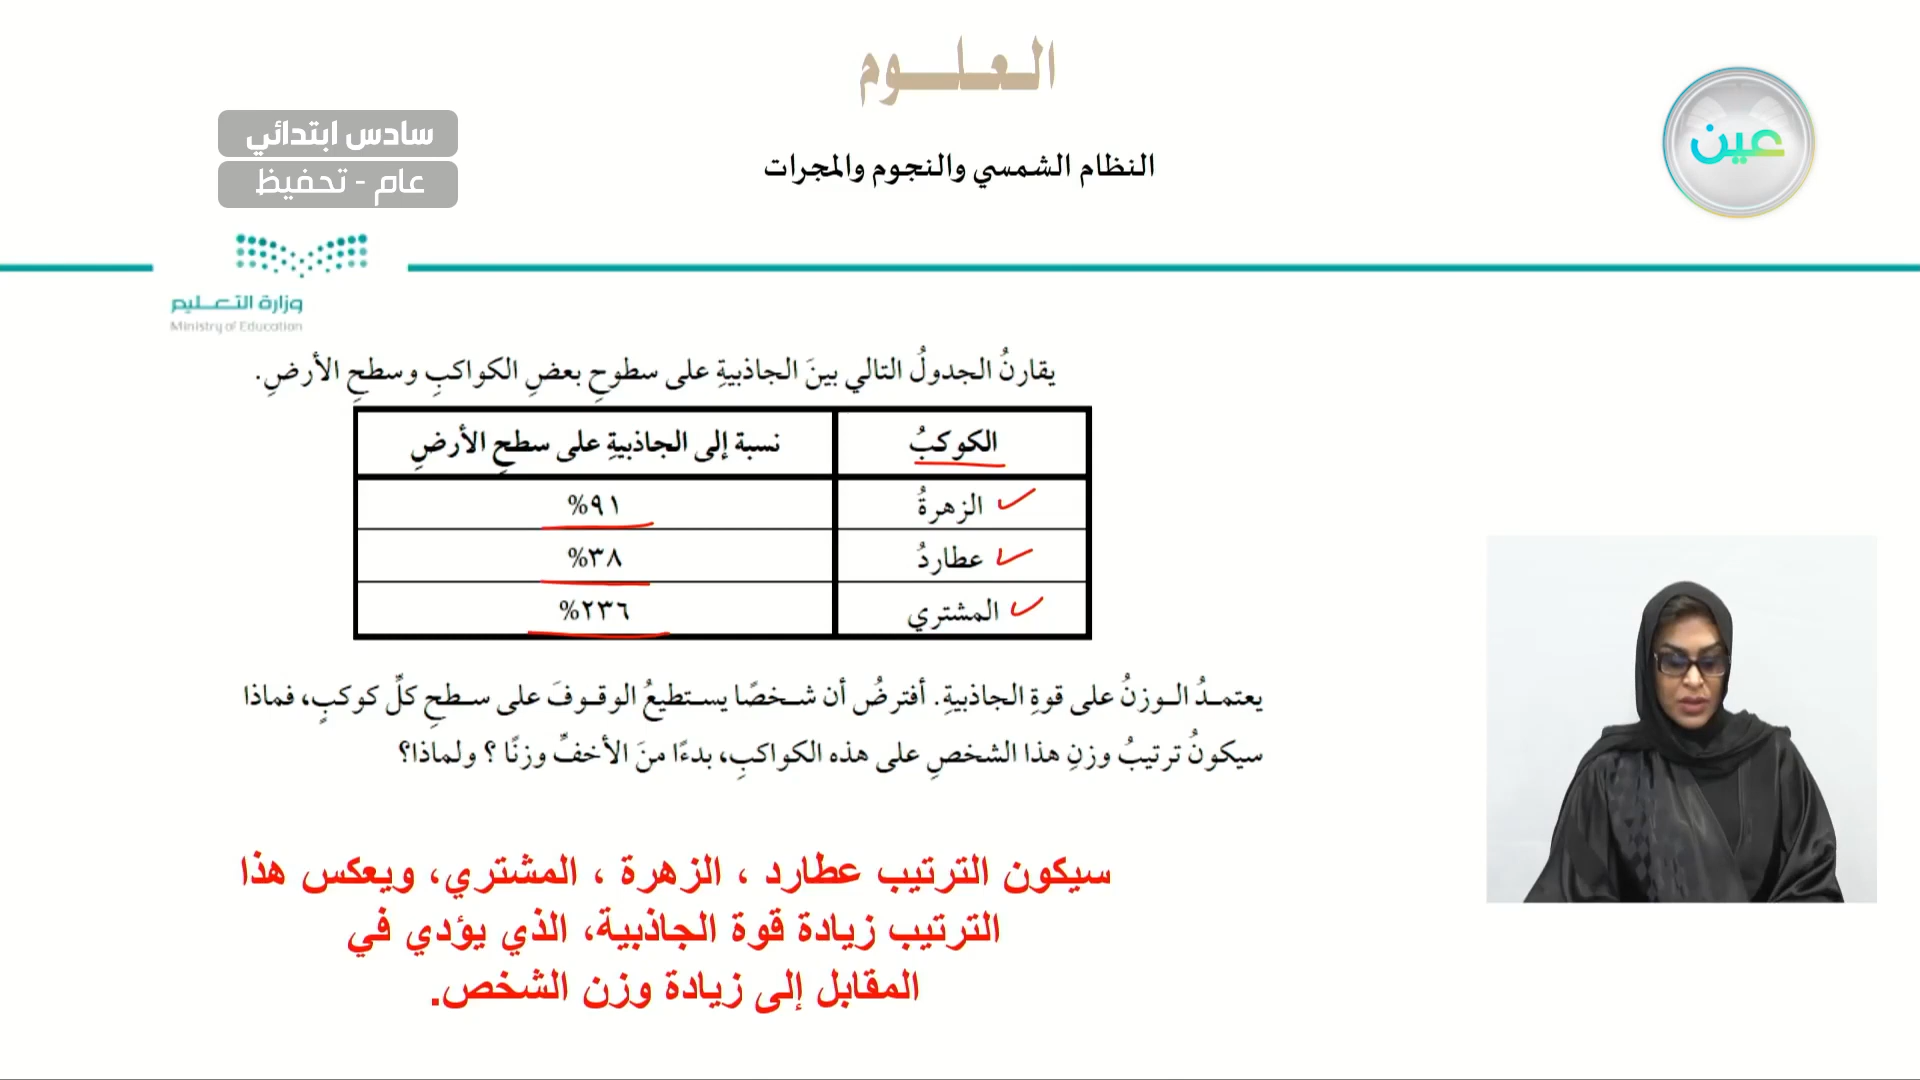 العلوم
عين
سادس ابتدائي
عام - تحفيظ
النظام الشمسي والنجوم والمجرات
وزارة التعليم
Ministry of Education
يقارنُ الجدولُ التالي بينَ الجاذبيةِ على سطوحِ بعضِ الكواكبِ وسطحِ الأرضِ.
الكوكبُ نسبة إلى الجاذبيةِ على سطحِ الأرضِ
الزهرةُ ٩١%
عطاردُ ٣٨%
المشتري ٢٣٦%
يعتمدُ الوزنُ على قوةِ الجاذبيةِ. أفترضُ أن شخصًا يستطيعُ الوقوفَ على سطحِ كلِّ كوكبٍ، فماذا
سيكونُ ترتيبُ وزنِ هذا الشخصِ على هذه الكواكبِ، بدءًا منَ الأخفِّ وزنًا ؟ ولماذا؟
سيكون الترتيب عطارد ، الزهرة ، المشتري، ويعكس هذا
الترتيب زيادة قوة الجاذبية، الذي يؤدي في
المقابل إلى زيادة وزن الشخص.